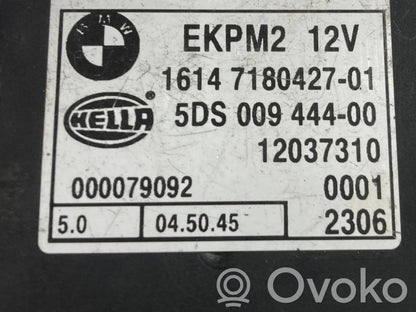 BMW
EKPM2 12V
1614 7180427-01
HELLA
5DS 009 444-00
12037310
000079092 0001
5.0 04.50.45 2306
Ovoko